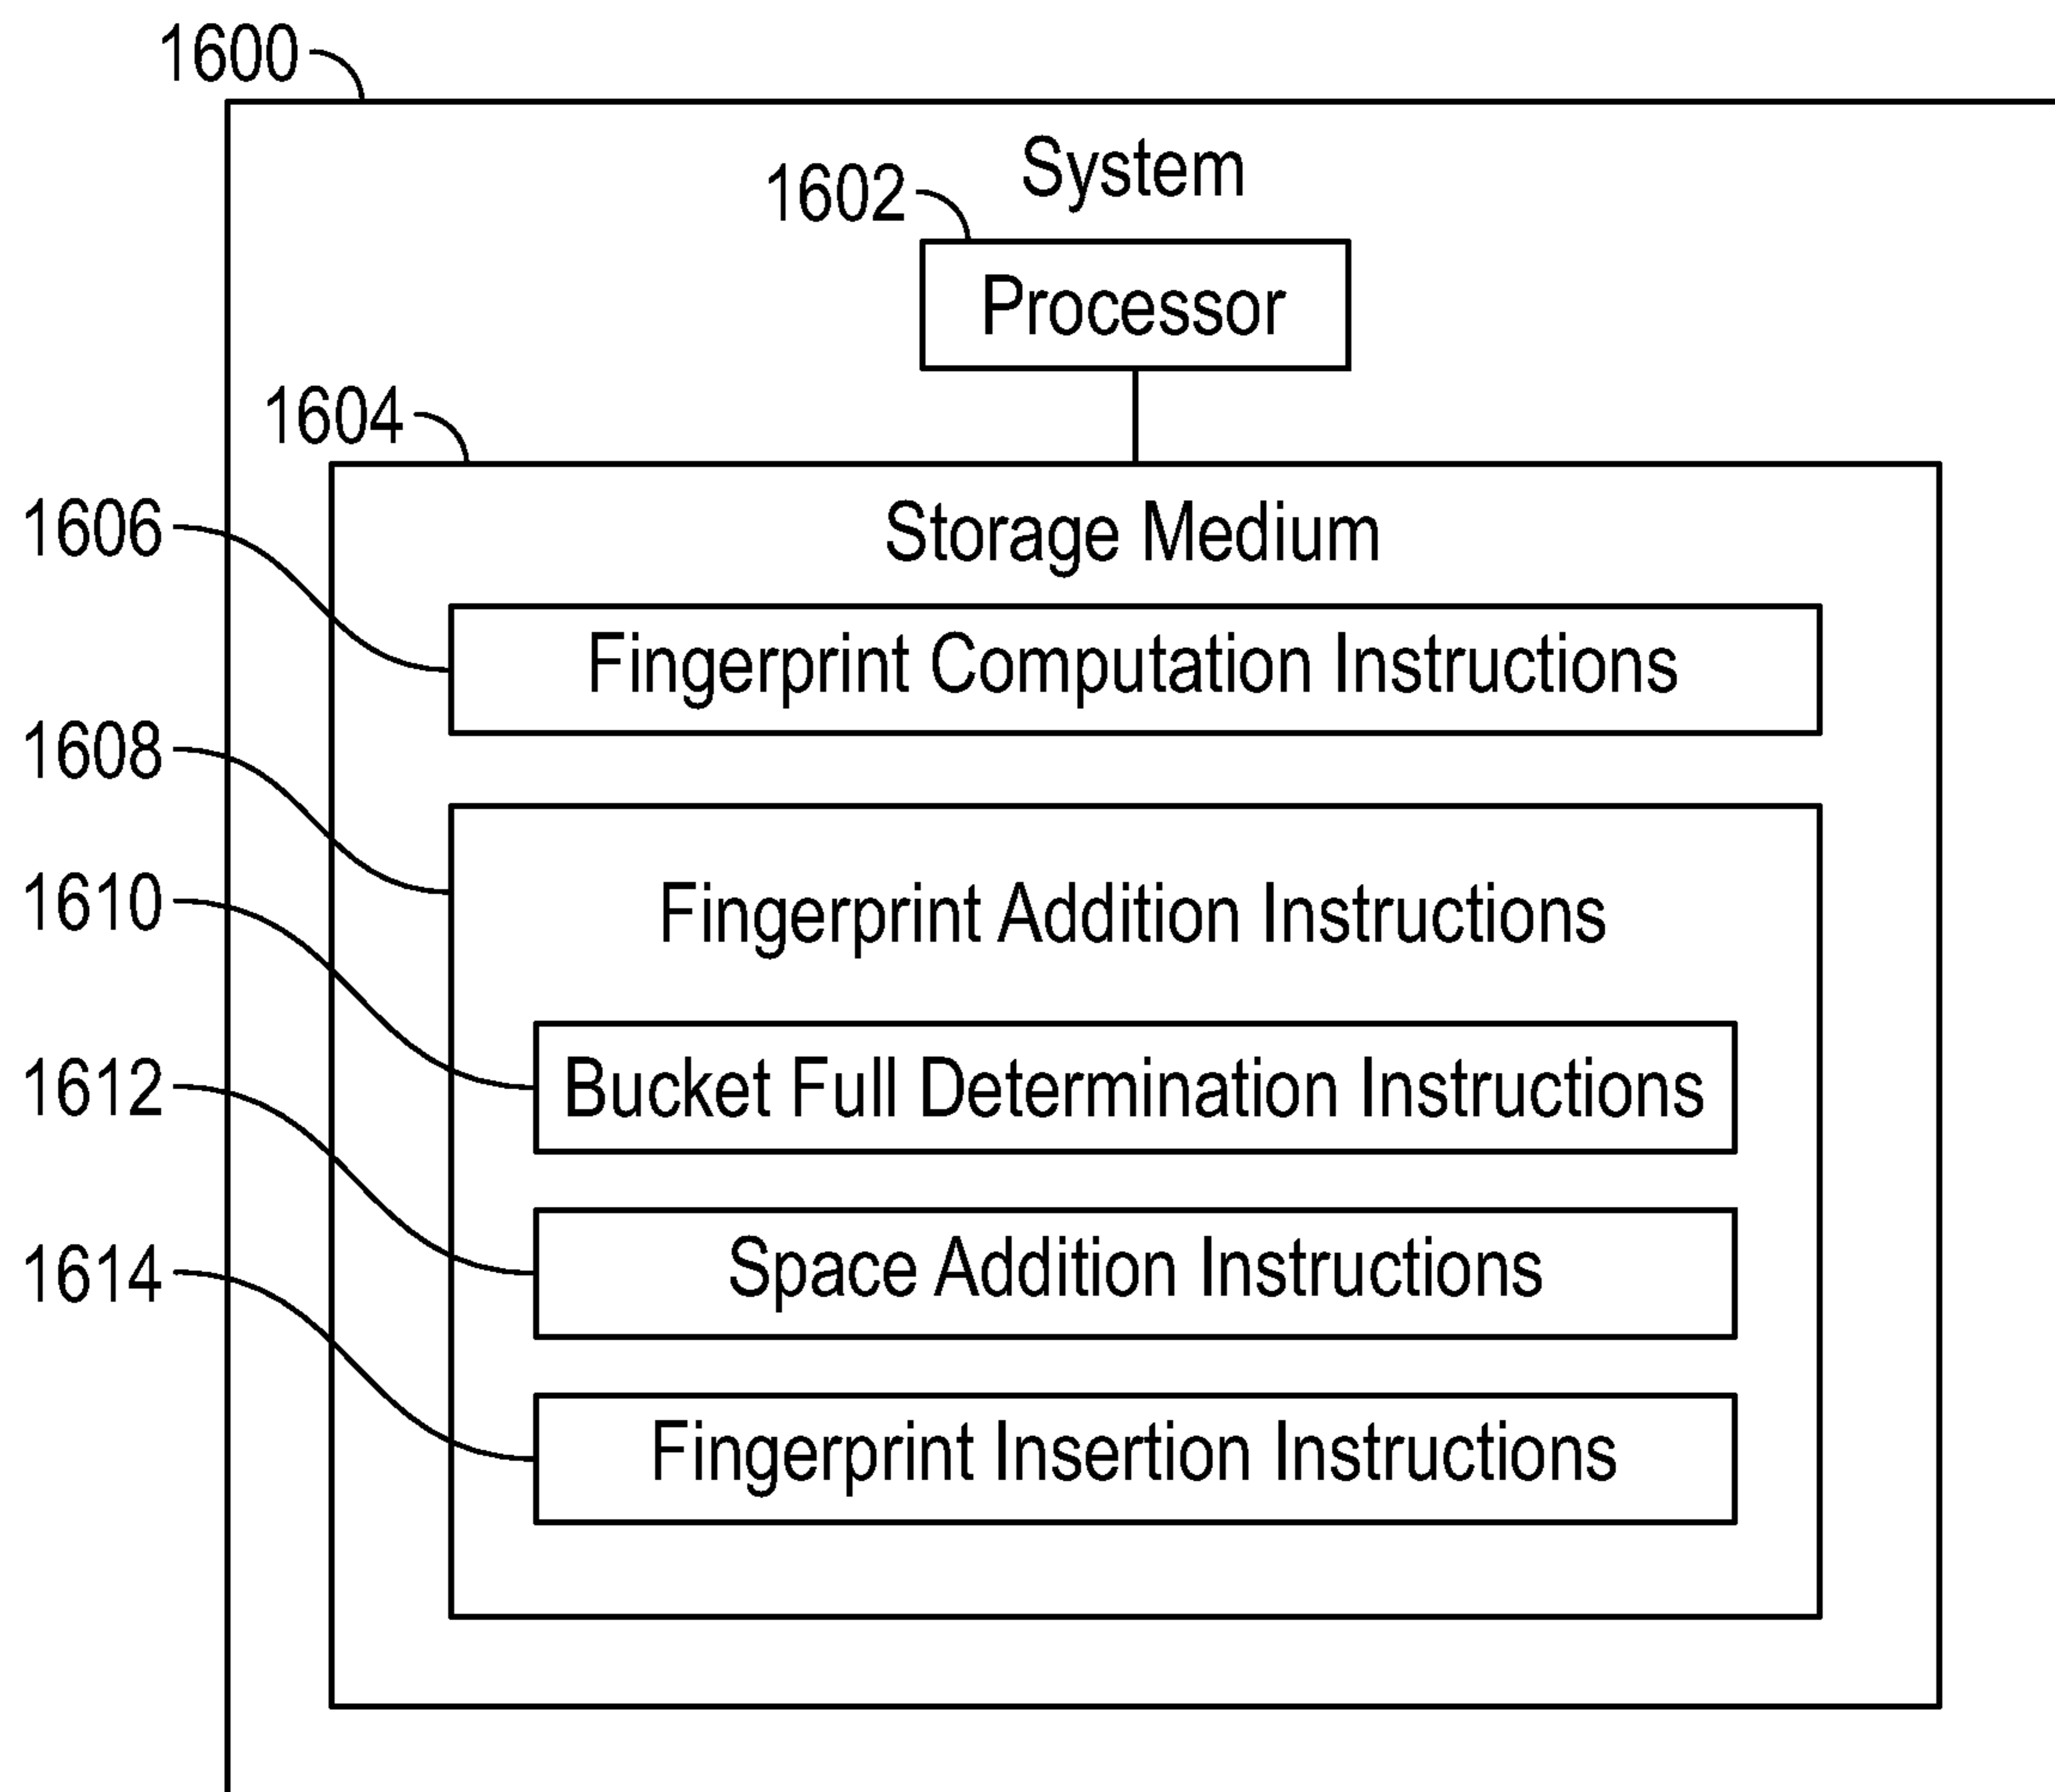 1600
System
1602
Processor
1604
Storage Medium
1606
Fingerprint Computation Instructions
1608
Fingerprint Addition Instructions
1610
Bucket Full Determination Instructions
1612
Space Addition Instructions
1614
Fingerprint Insertion Instructions